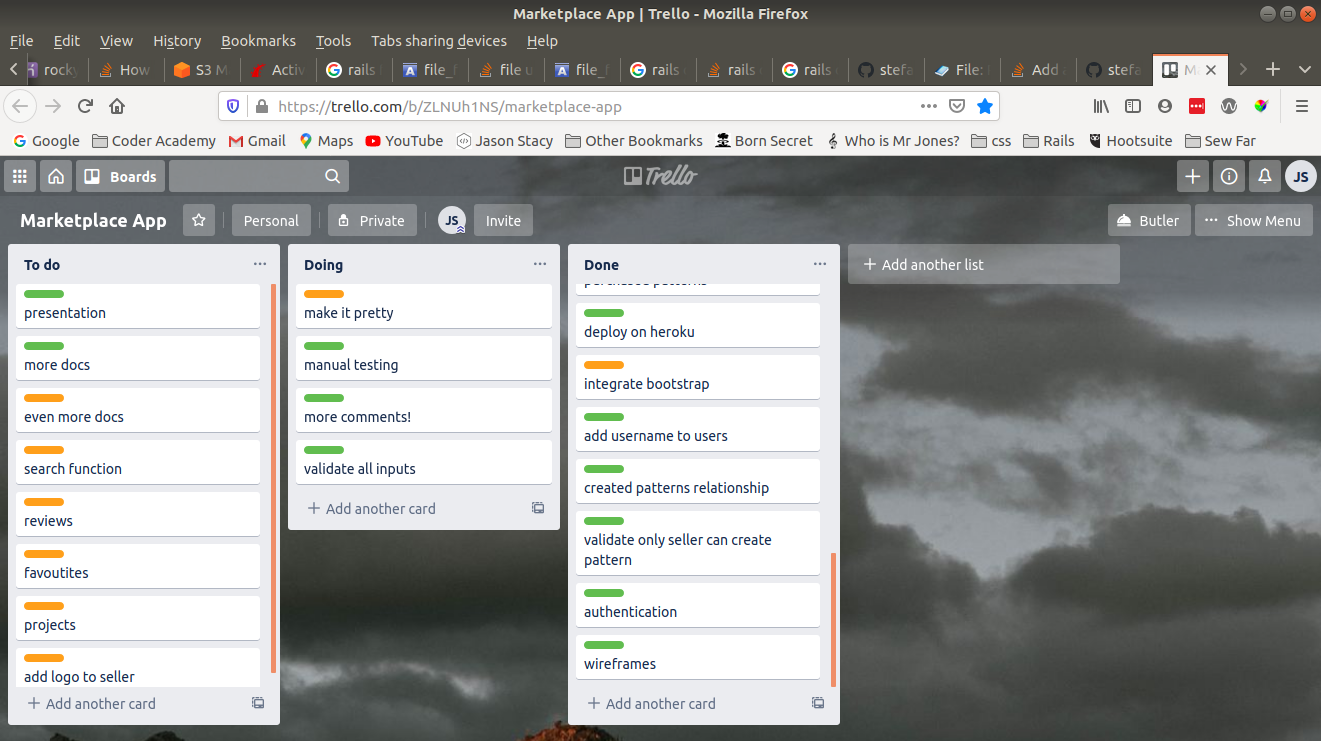 Marketplace App | Trello - Mozilla Firefox
File Edit View History Bookmarks Tools Tabs sharing devices Help
rocky How S3 M Activ rails file_f file u file_f rails rails rails stefa File: Add stefa M
https://trello.com/b/ZLNUh1NS/marketplace-app
Google Coder Academy Gmail Maps YouTube Jason Stacy Other Bookmarks Born Secret Who is Mr Jones? css Rails Hootsuite Sew Far
Boards Trello JS
Marketplace App Personal Private JS Invite Butler Show Menu
To do
presentation
more docs
even more docs
search function
reviews
favoutites
projects
add logo to seller
+ Add another card
Doing
make it pretty
manual testing
more comments!
validate all inputs
+ Add another card
Done
purchase patterns
deploy on heroku
integrate bootstrap
add username to users
created patterns relationship
validate only seller can create
pattern
authentication
wireframes
+ Add another card
+ Add another list